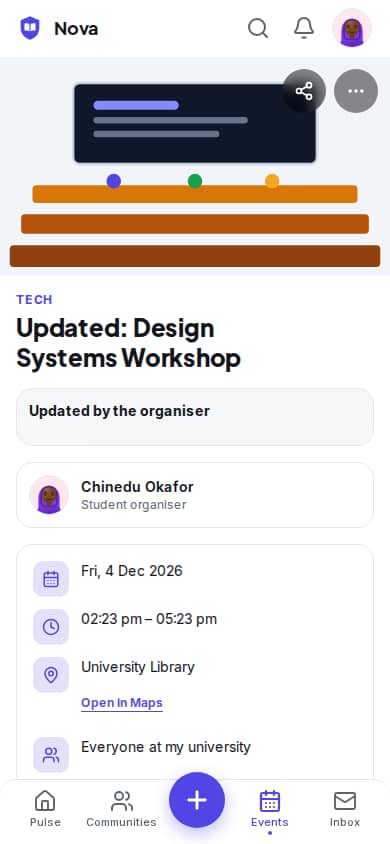 Nova
TECH
Updated: Design
Systems Workshop
Updated by the organiser
Chinedu Okafor
Student organiser
Fri, 4 Dec 2026
02:23 pm – 05:23 pm
University Library
Open In Maps
Everyone at my university
Pulse
Communities
Events
Inbox